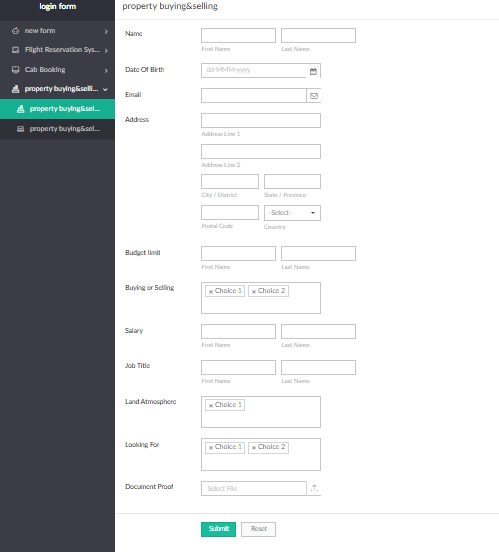 login form
property buying&selling
new form
Flight Reservation Sys...
Cab Booking
property buying&selli...
property buying&sel...
property buying&sel...
Name
First Name Last Name
Date Of Birth dd-MMM-yyyy
Email
Address
Address Line 1
Address Line 2
City / District State / Province
-Select-
Postal Code Country
Budget limit
First Name Last Name
Buying or Selling × Choice 1 × Choice 2
Salary
First Name Last Name
Job Title
First Name Last Name
Land Atmosphere × Choice 1
Looking For × Choice 1 × Choice 2
Document Proof Select File
Submit Reset